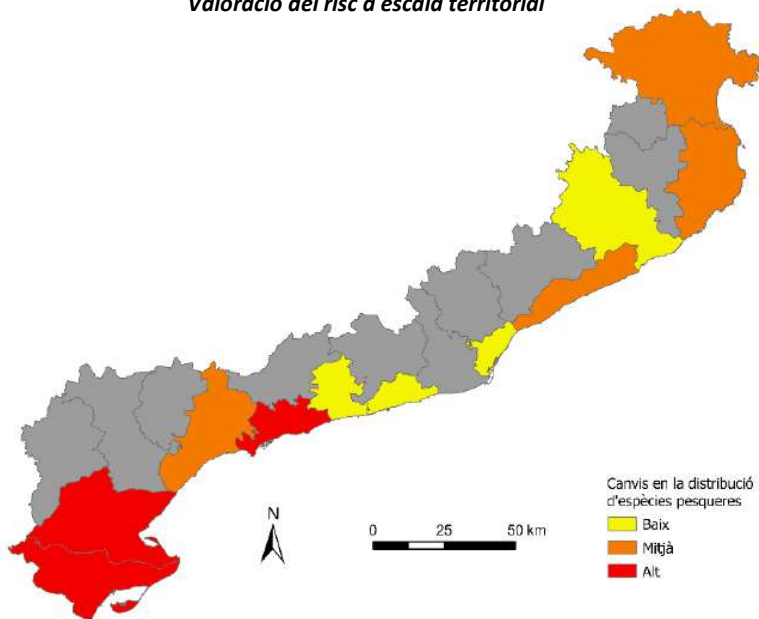 Valoració del risc a escala territorial
N
0 25 50 km
Canvis en la distribució
d'espècies pesqueres
Baix
Mitjà
Alt